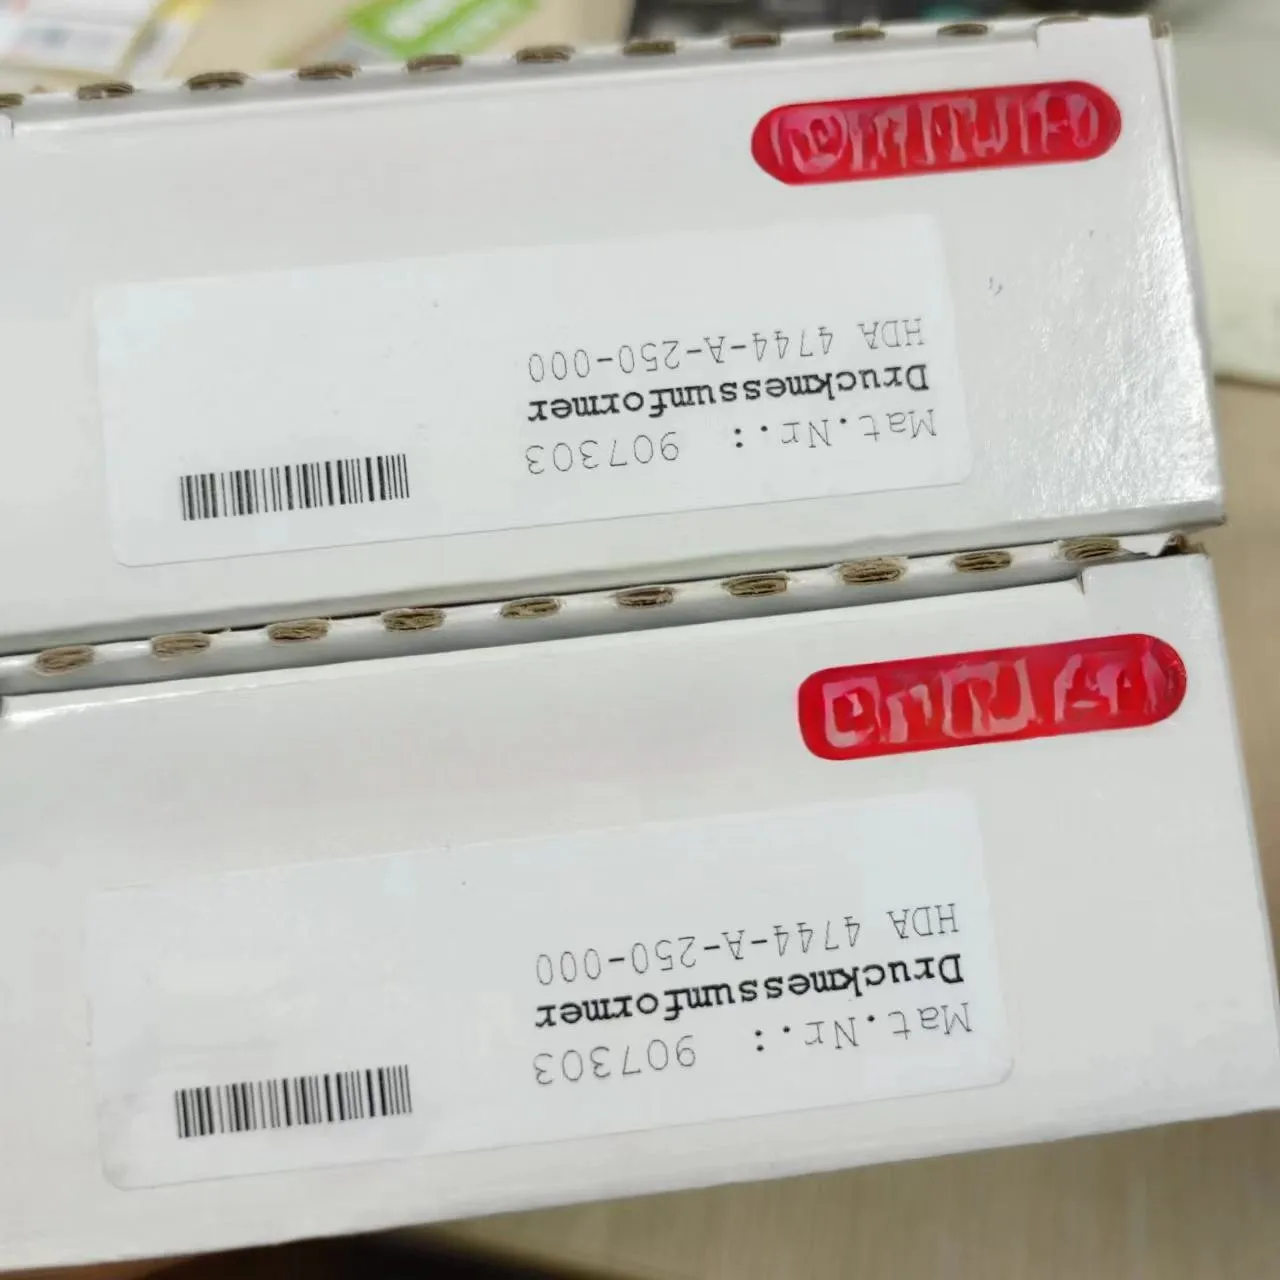 Mat.Nr.: 907303
Druckmessumformer
HDA 4744-A-250-000
Mat.Nr.: 907303
Druckmessumformer
HDA 4744-A-250-000